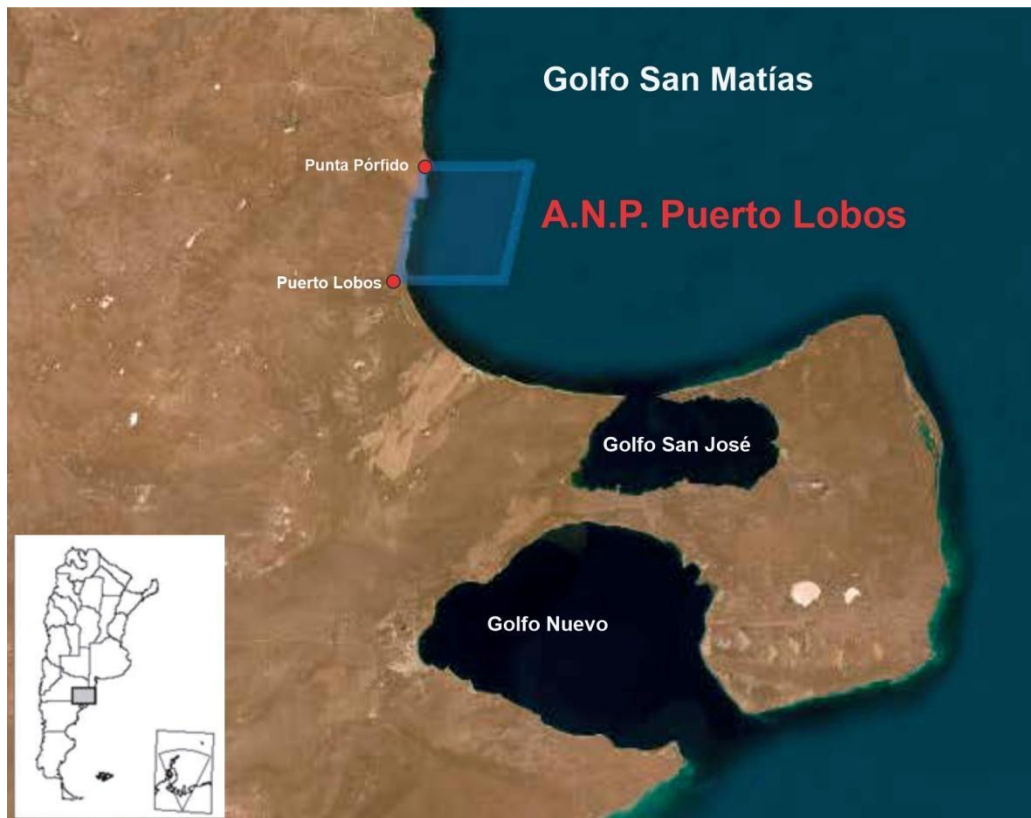 Golfo San Matías
Punta Pórfido
A.N.P. Puerto Lobos
Puerto Lobos
Golfo San José
Golfo Nuevo